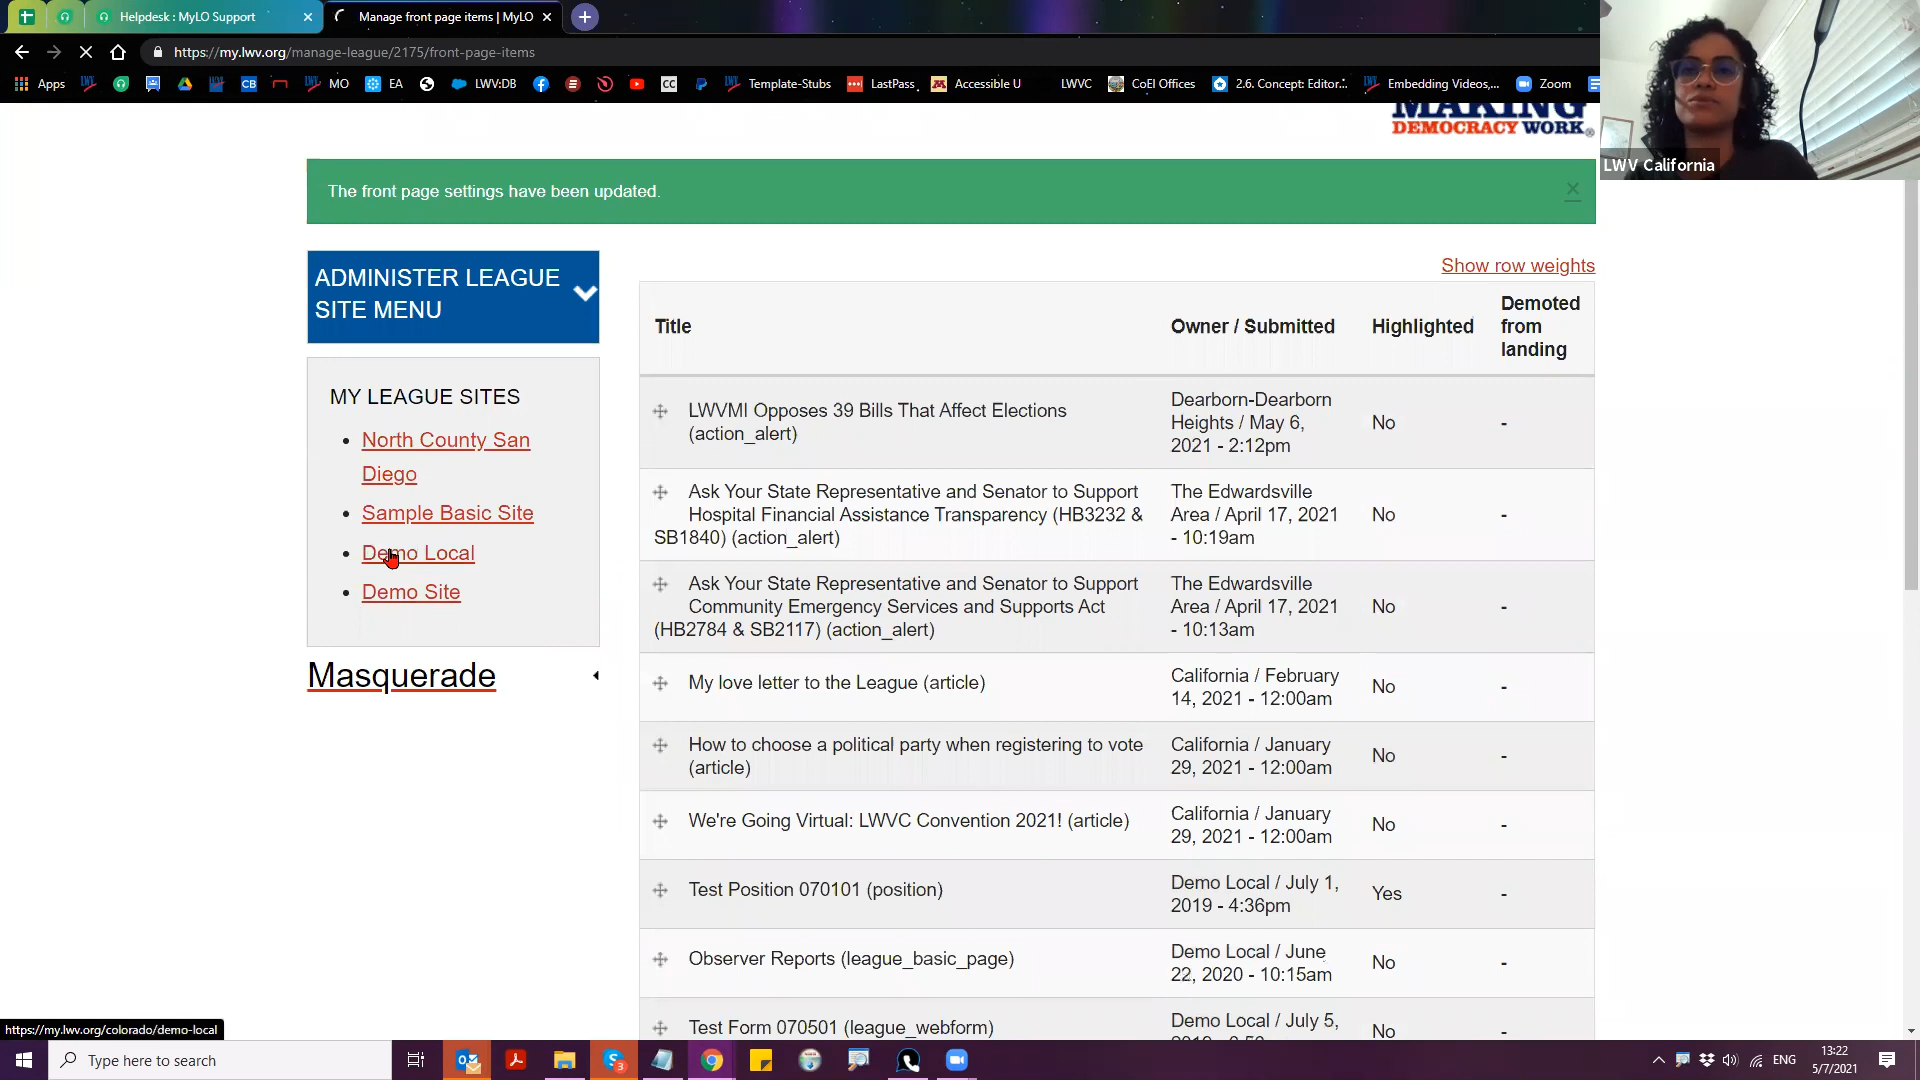 Helpdesk : MyLO Support
Manage front page items | MyLO
https://my.lwv.org/manage-league/2175/front-page-items
Apps MO EA LWV:DB Template-Stubs LastPass Accessible U LWVC CoEl Offices 2.6. Concept: Editor... Embedding Videos,... Zoom
CB
CC
MAKING
DEMOCRACY WORK®
LWV California
The front page settings have been updated.
ADMINISTER LEAGUE
SITE MENU
MY LEAGUE SITES
North County San
Diego
Sample Basic Site
Demo Local
Demo Site
Masquerade
Show row weights
Title
Owner / Submitted
Highlighted
Demoted
from
landing
LWVMI Opposes 39 Bills That Affect Elections
(action_alert)
Dearborn-Dearborn
Heights / May 6,
2021 - 2:12pm
No
-
Ask Your State Representative and Senator to Support
Hospital Financial Assistance Transparency (HB3232 &
SB1840) (action_alert)
The Edwardsville
Area / April 17, 2021
- 10:19am
No
-
Ask Your State Representative and Senator to Support
Community Emergency Services and Supports Act
(HB2784 & SB2117) (action_alert)
The Edwardsville
Area / April 17, 2021
- 10:13am
No
-
My love letter to the League (article)
California / February
14, 2021 - 12:00am
No
-
How to choose a political party when registering to vote
(article)
California / January
29, 2021 - 12:00am
No
-
We're Going Virtual: LWVC Convention 2021! (article)
California / January
29, 2021 - 12:00am
No
-
Test Position 070101 (position)
Demo Local / July 1,
2019 - 4:36pm
Yes
-
Observer Reports (league_basic_page)
Demo Local / June
22, 2020 - 10:15am
No
-
Test Form 070501 (league_webform)
Demo Local / July 5,
No
-
https://my.lwv.org/colorado/demo-local
Type here to search
3
ENG
13:22
5/7/2021